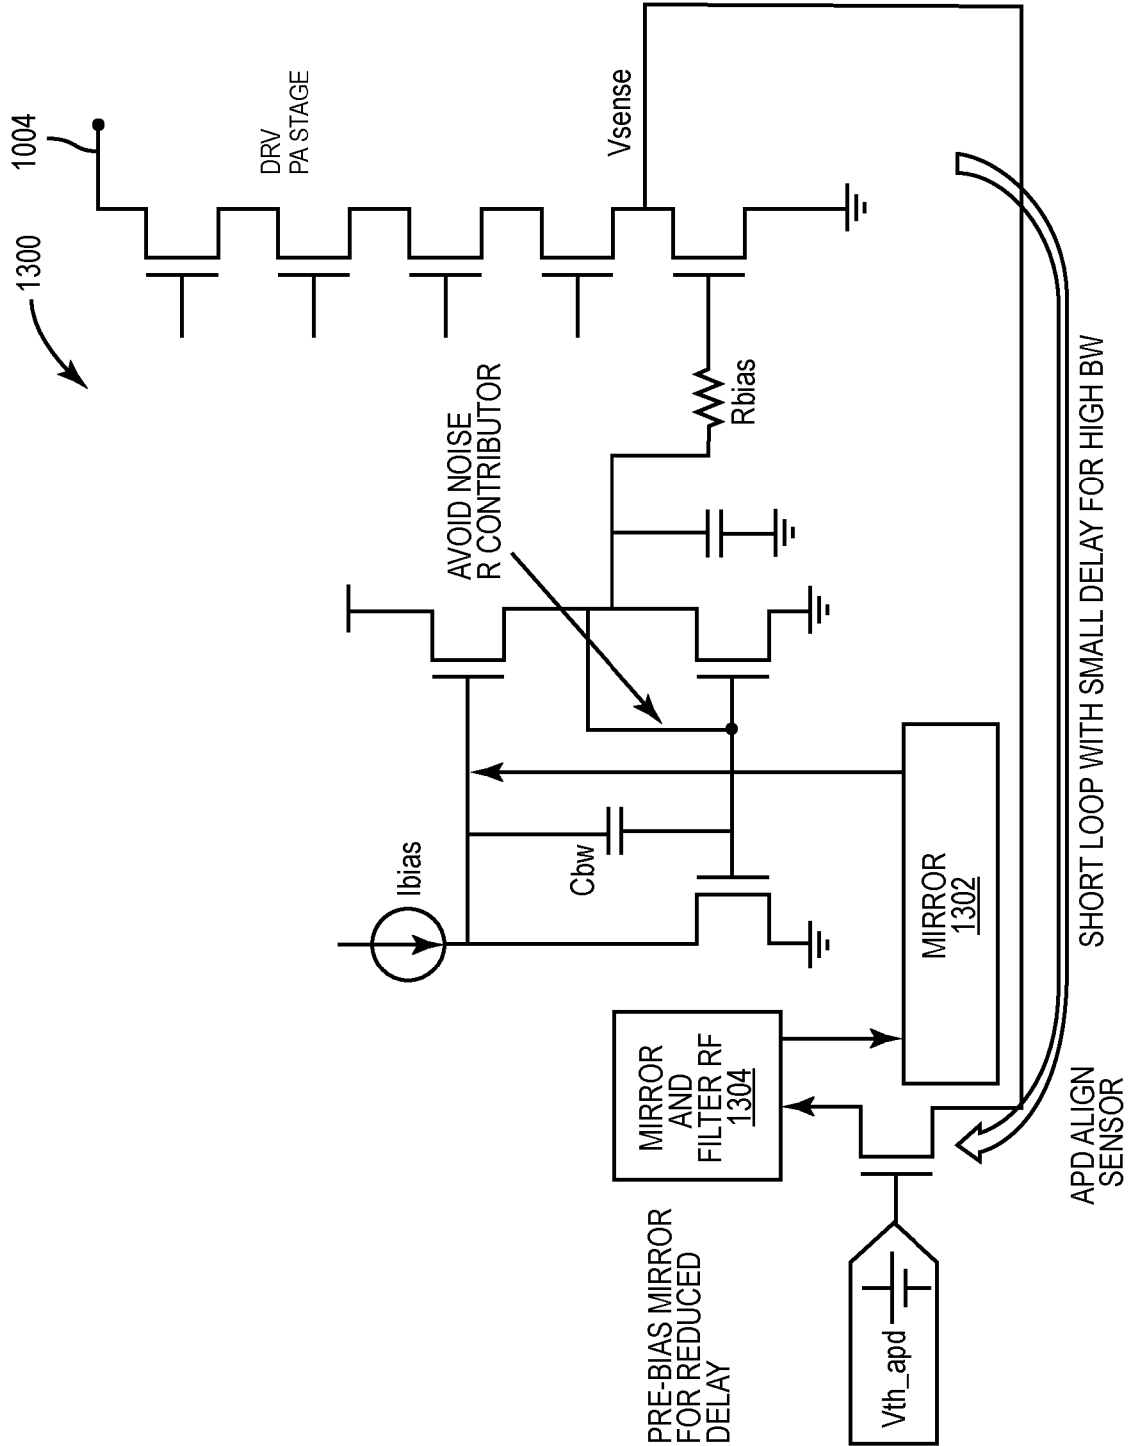 1300
1004
DRV
PA STAGE
Vsense
AVOID NOISE
R CONTRIBUTOR
Rbias
Ibias
Cbw
MIRROR
1302
MIRROR
AND
FILTER RF
1304
PRE-BIAS MIRROR
FOR REDUCED
DELAY
Vth_apd
APD ALIGN
SENSOR
SHORT LOOP WITH SMALL DELAY FOR HIGH BW